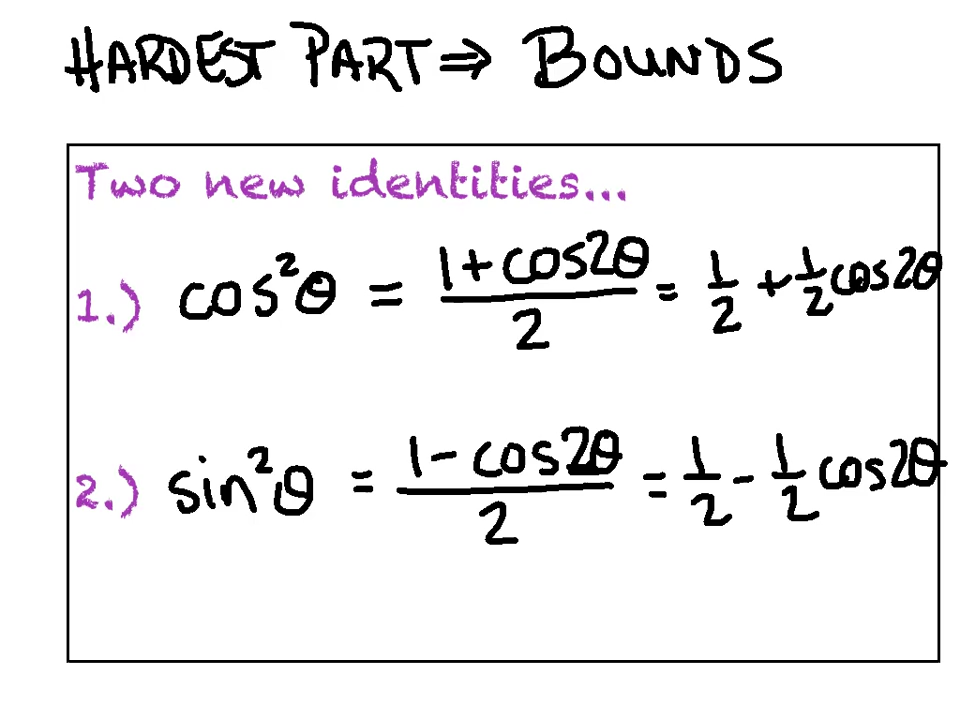 HARDEST PART ⇒ BOUNDS
Two new identities...
1.) cos²θ = (1 + cos2θ)/2 = 1/2 + 1/2 cos2θ
2.) sin²θ = (1 - cos2θ)/2 = 1/2 - 1/2 cos2θ